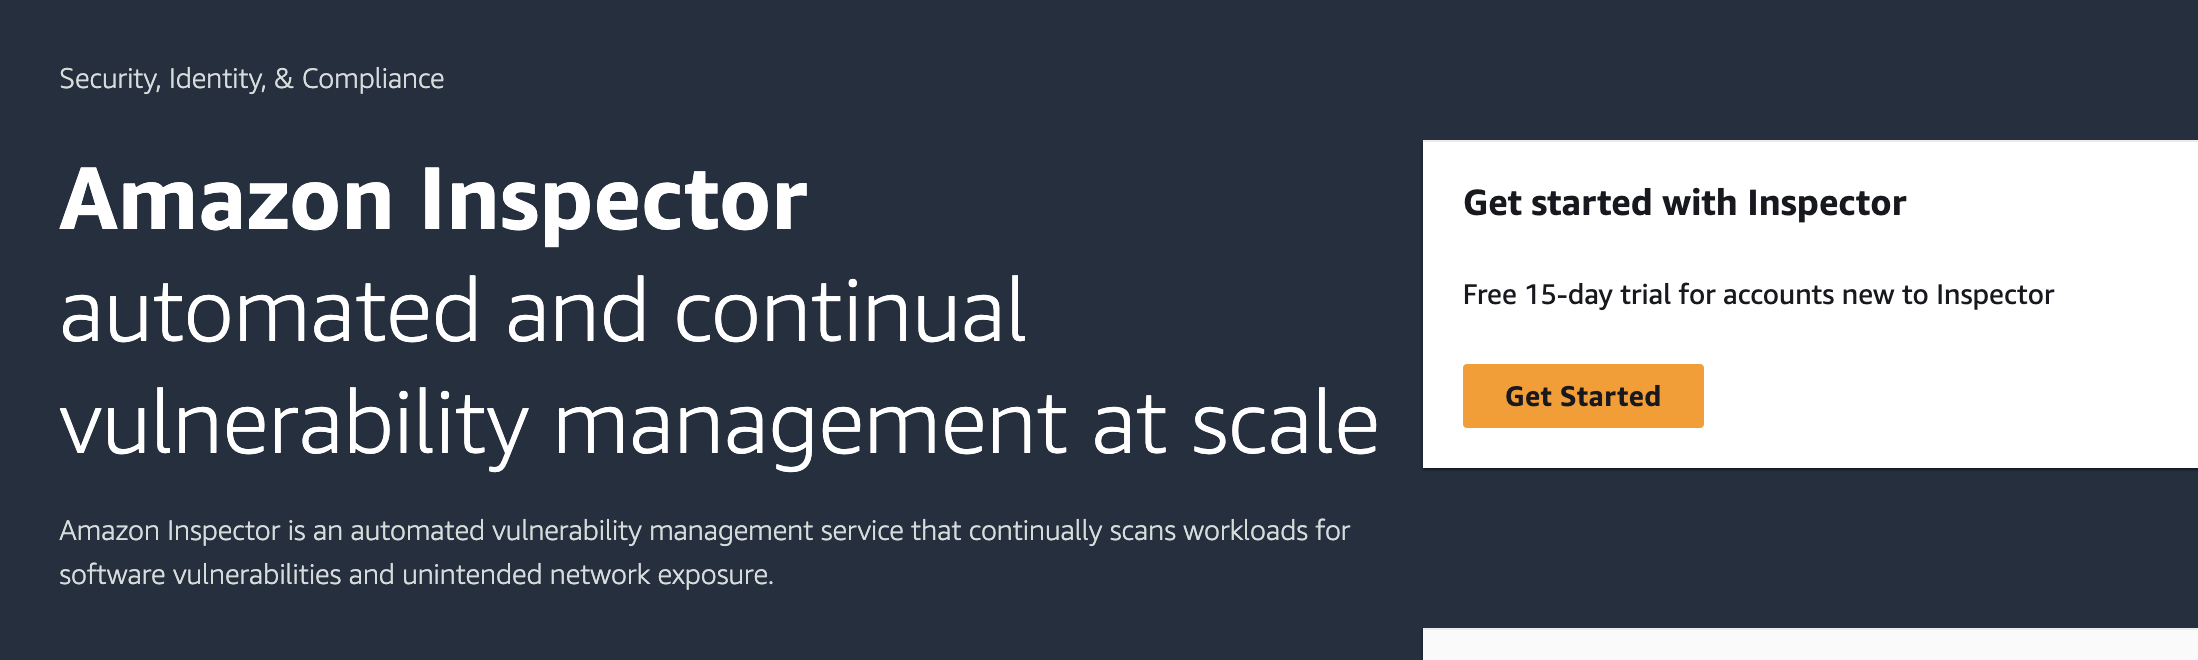 Security, Identity, & Compliance
Amazon Inspector
automated and continual
vulnerability management at scale
Amazon Inspector is an automated vulnerability management service that continually scans workloads for
software vulnerabilities and unintended network exposure.
Get started with Inspector
Free 15-day trial for accounts new to Inspector
Get Started